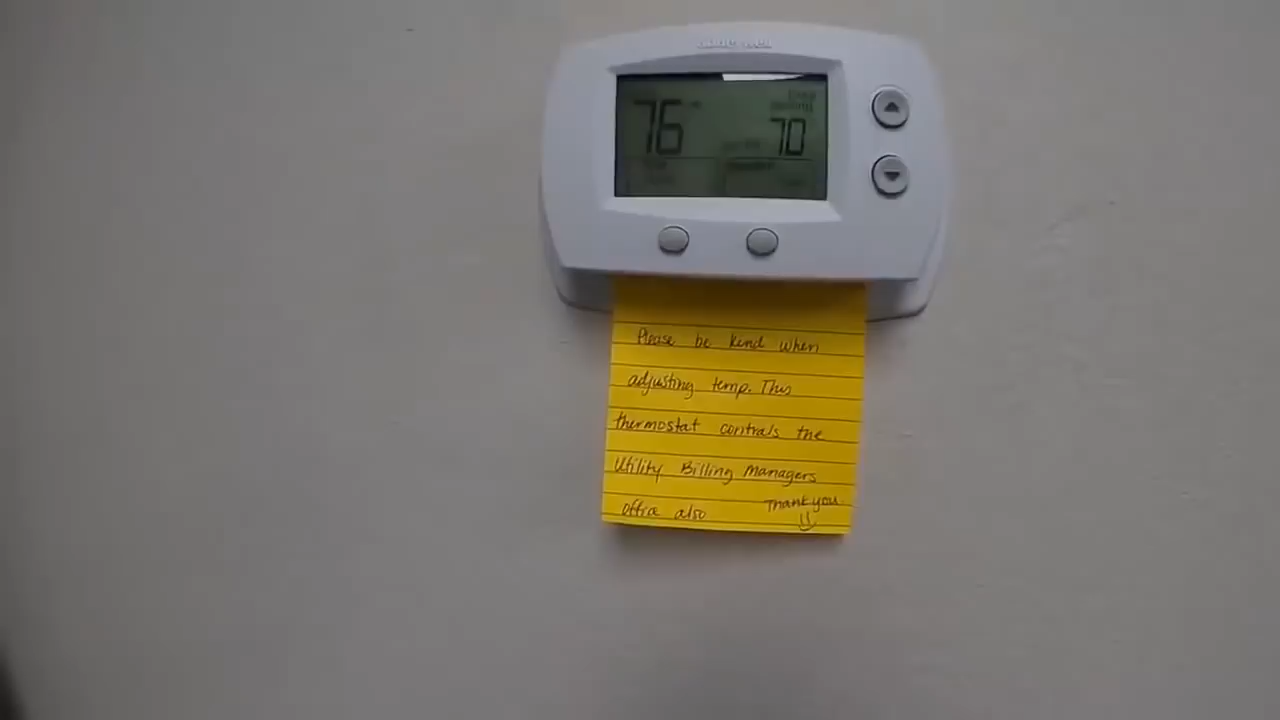 Honeywell
76
70
Please be kind when
adjusting temp. This
thermostat controls the
Utility Billing Managers
office also
Thank you